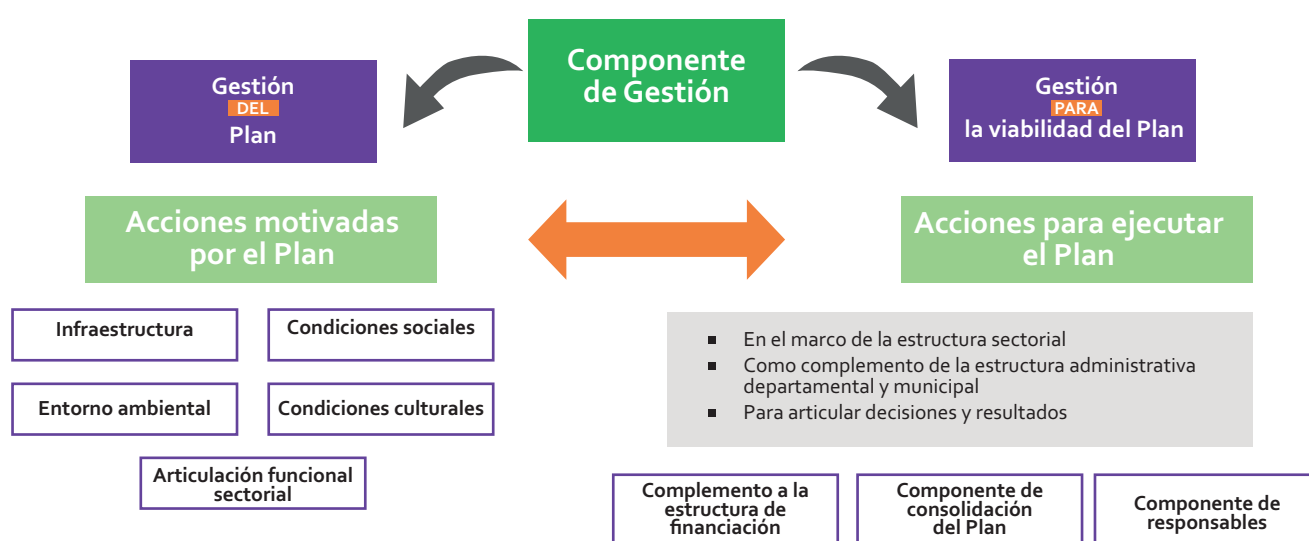 Componente
de Gestión
Gestión
DEL
Plan
Gestión
PARA
la viabilidad del Plan
Acciones motivadas
por el Plan
Acciones para ejecutar
el Plan
Infraestructura
Condiciones sociales
Entorno ambiental
Condiciones culturales
Articulación funcional
sectorial
▪ En el marco de la estructura sectorial
▪ Como complemento de la estructura administrativa
departamental y municipal
▪ Para articular decisiones y resultados
Complemento a la
estructura de
financiación
Componente de
consolidación
del Plan
Componente de
responsables